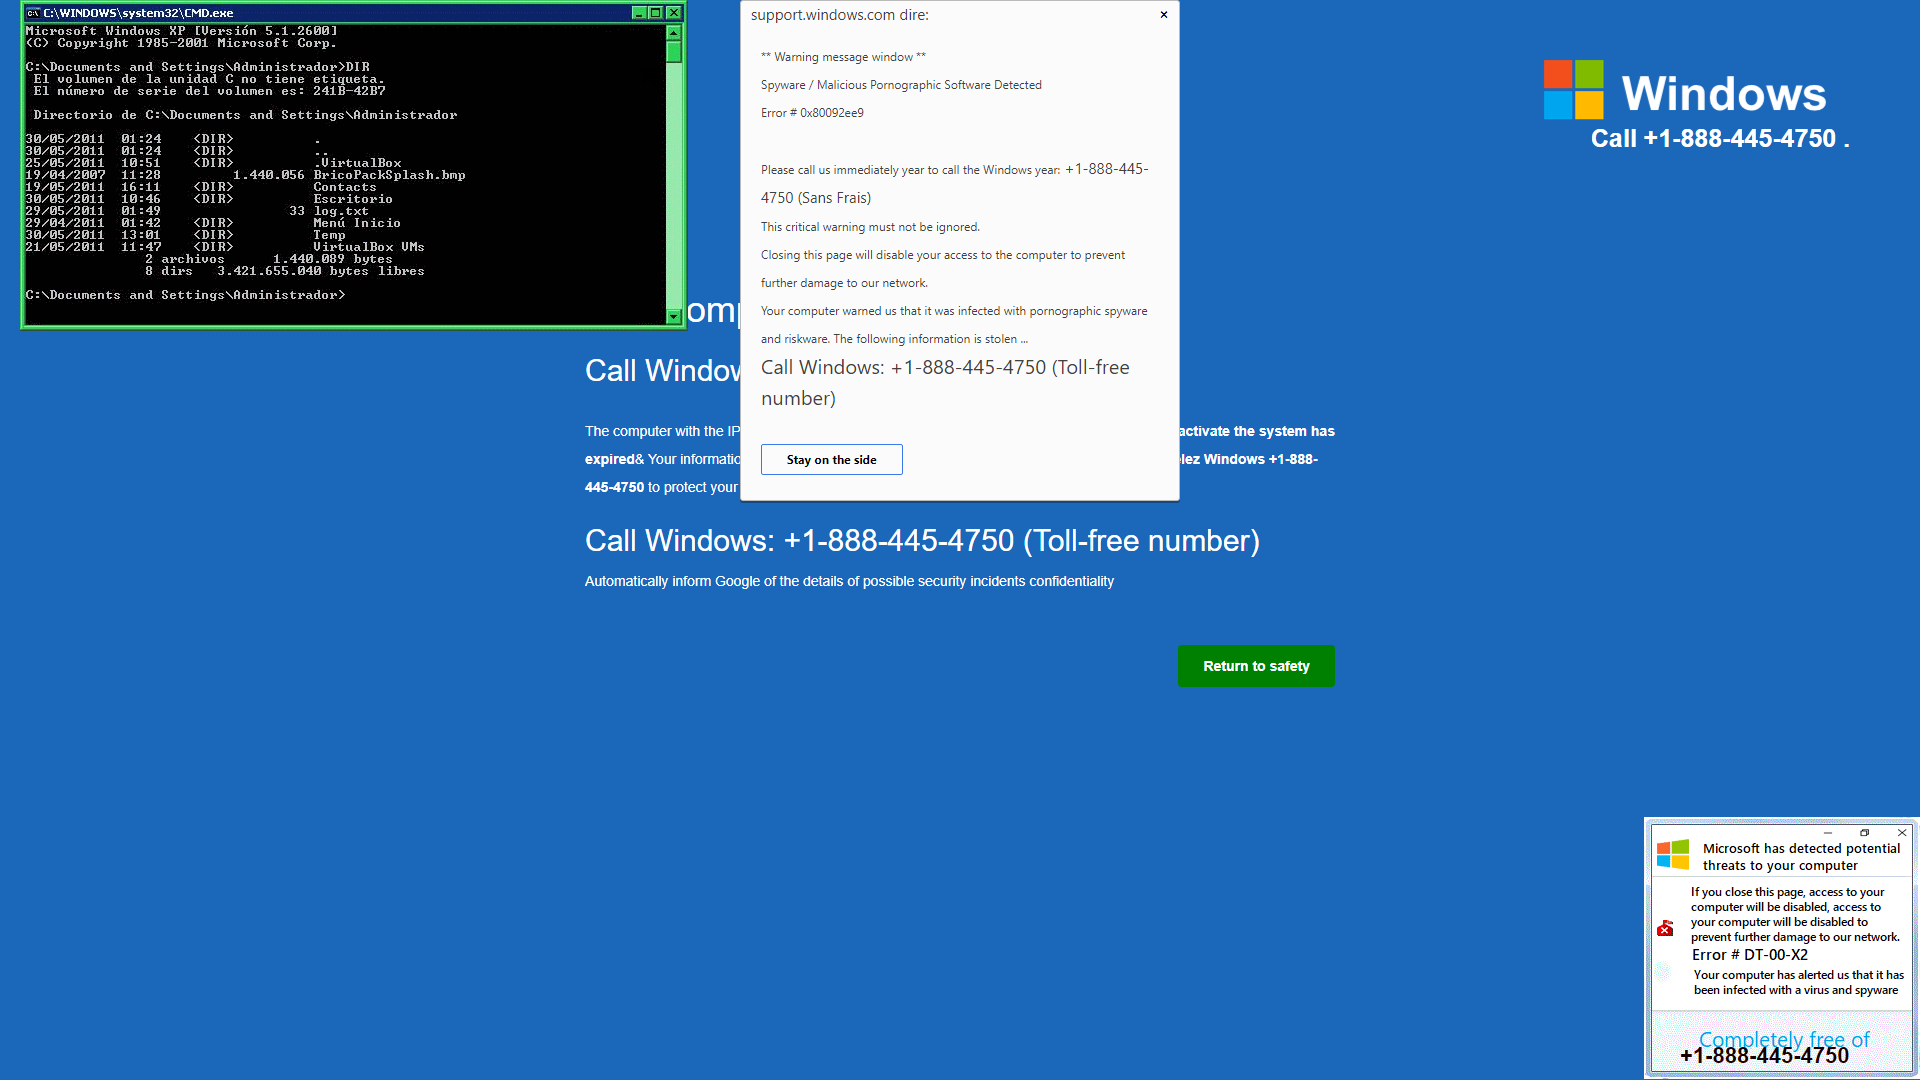 C:\WINDOWS\system32\CMD.exe
Microsoft Windows XP [Versión 5.1.2600]
(C) Copyright 1985-2001 Microsoft Corp.
C:\Documents and Settings\Administrador>DIR
El volumen de la unidad C no tiene etiqueta.
El número de serie del volumen es: 241B-42B7
Directorio de C:\Documents and Settings\Administrador
30/05/2011 01:24 <DIR> .
30/05/2011 01:24 <DIR> ..
25/05/2011 10:51 <DIR> .VirtualBox
19/04/2007 11:28 1.440.056 BricoPackSplash.bmp
19/05/2011 16:11 <DIR> Contacts
30/05/2011 10:46 <DIR> Escritorio
29/05/2011 01:49 33 log.txt
29/04/2011 01:42 <DIR> Menú Inicio
30/05/2011 13:01 <DIR> Temp
21/05/2011 11:47 <DIR> VirtualBox VMs
2 archivos 1.440.089 bytes
8 dirs 3.421.655.040 bytes libres
C:\Documents and Settings\Administrador>
support.windows.com dire:
** Warning message window **
Spyware / Malicious Pornographic Software Detected
Error # 0x80092ee9
Please call us immediately year to call the Windows year: +1-888-445-
4750 (Sans Frais)
This critical warning must not be ignored.
Closing this page will disable your access to the computer to prevent
further damage to our network.
Your computer warned us that it was infected with pornographic spyware
and riskware. The following information is stolen ...
Call Windows: +1-888-445-4750 (Toll-free
number)
Stay on the side
Windows
Call +1-888-445-4750 .
Call
The computer with the IP activate the system has
expired& Your Windows +1-888-
445-4750 to protect your
Call Windows: +1-888-445-4750 (Toll-free number)
Automatically inform Google of the details of possible security incidents confidentiality
Return to safety
Microsoft has detected potential
threats to your computer
If you close this page, access to your
computer will be disabled, access to
your computer will be disabled to
prevent further damage to our network.
Error # DT-00-X2
Your computer has alerted us that it has
been infected with a virus and spyware
Completely free of
+1-888-445-4750